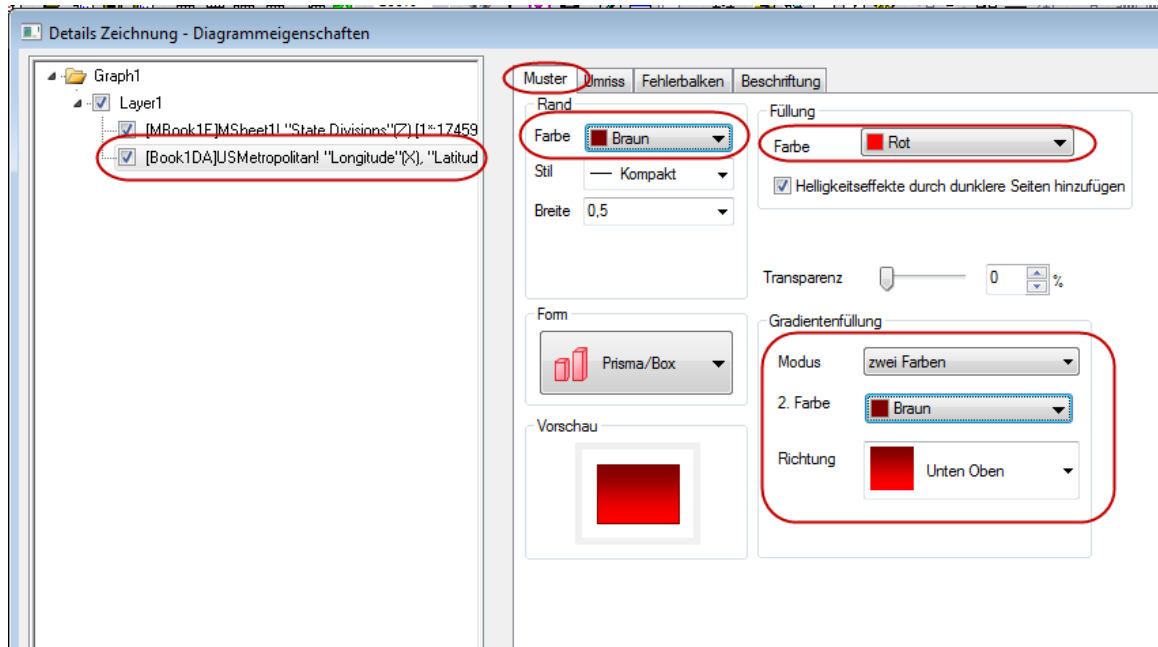 Details Zeichnung - Diagrammeigenschaften
Graph1
Layer1
[MBook1F]MSheet1! "State Divisions"(Z) [1*:17459
[Book1DA]USMetropolitan! "Longitude"(X), "Latitud
Muster Umriss Fehlerbalken Beschriftung
Rand
Farbe Braun
Stil Kompakt
Breite 0,5
Füllung
Farbe Rot
Helligkeitseffekte durch dunklere Seiten hinzufügen
Transparenz 0 %
Form
Prisma/Box
Vorschau
Gradientenfüllung
Modus zwei Farben
2. Farbe Braun
Richtung Unten Oben